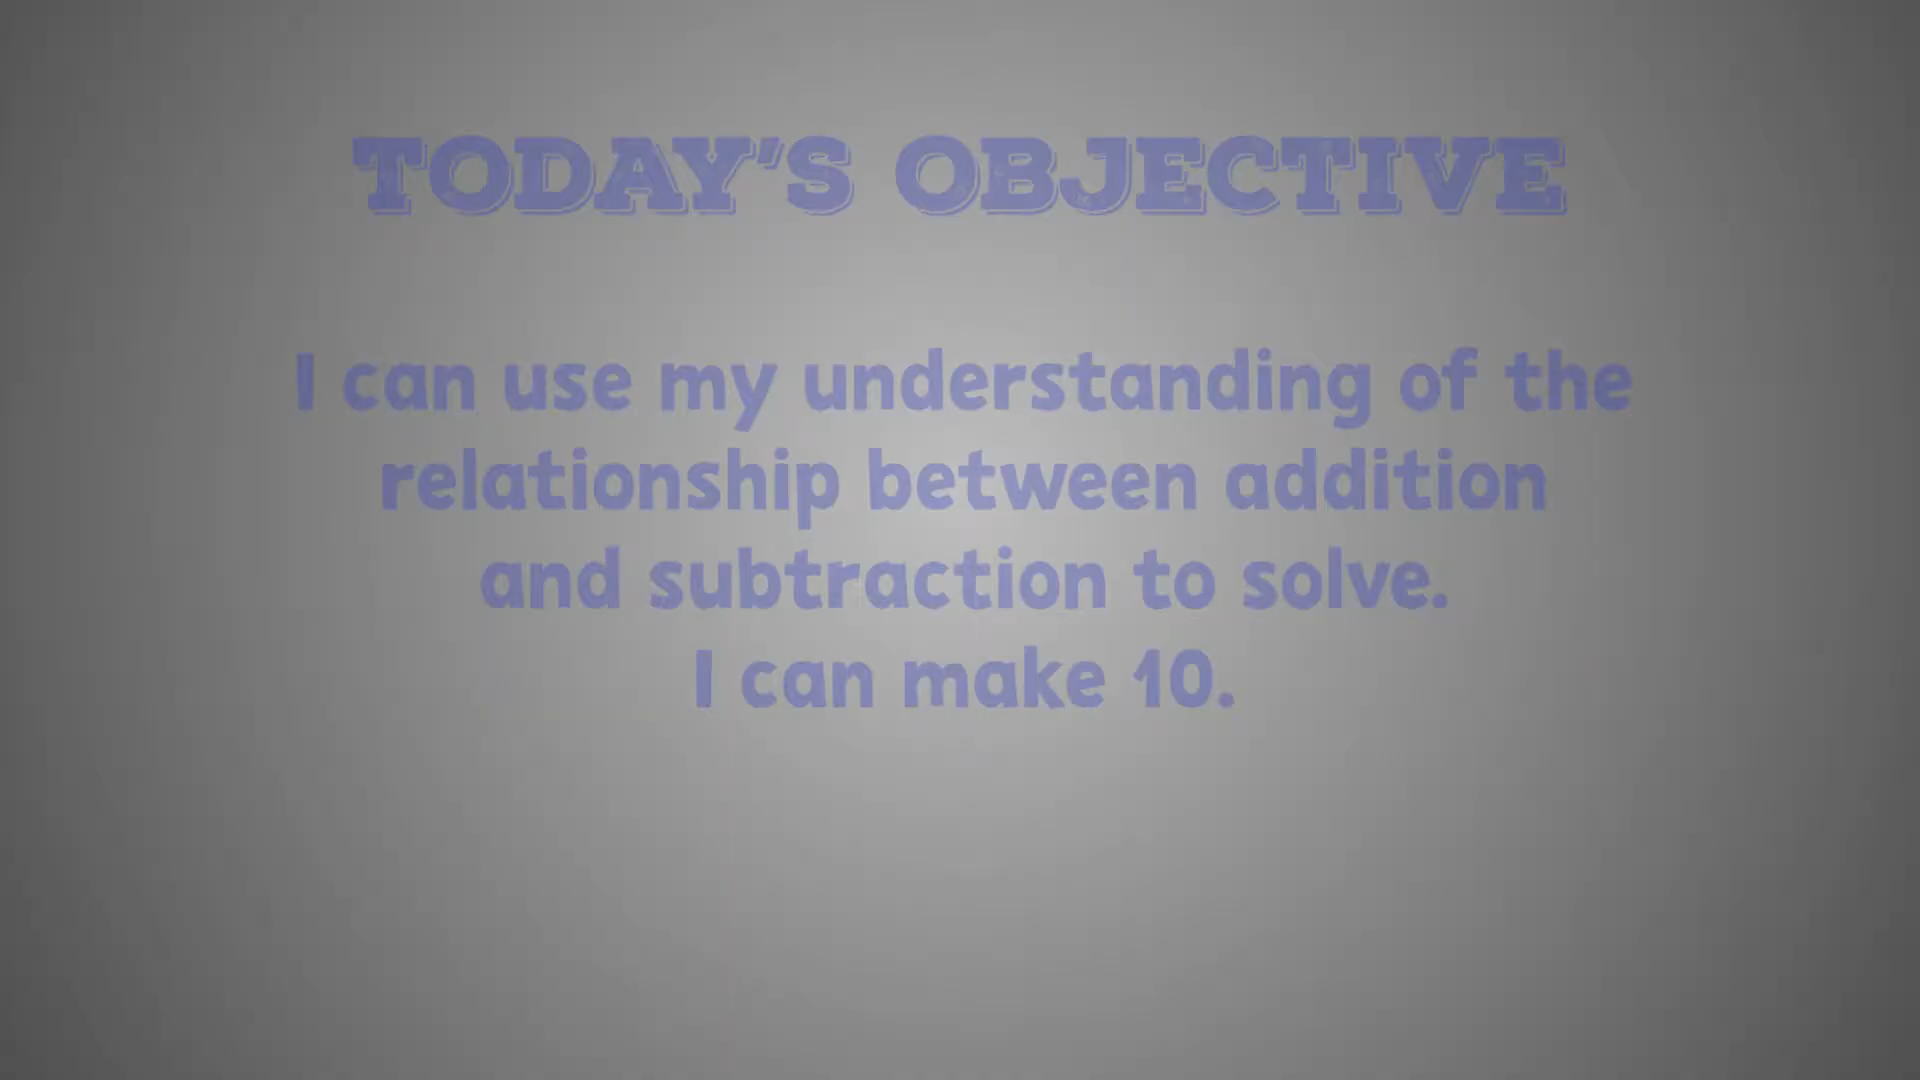 TODAY'S OBJECTIVE
I can use my understanding of the
relationship between addition
and subtraction to solve.
I can make 10.